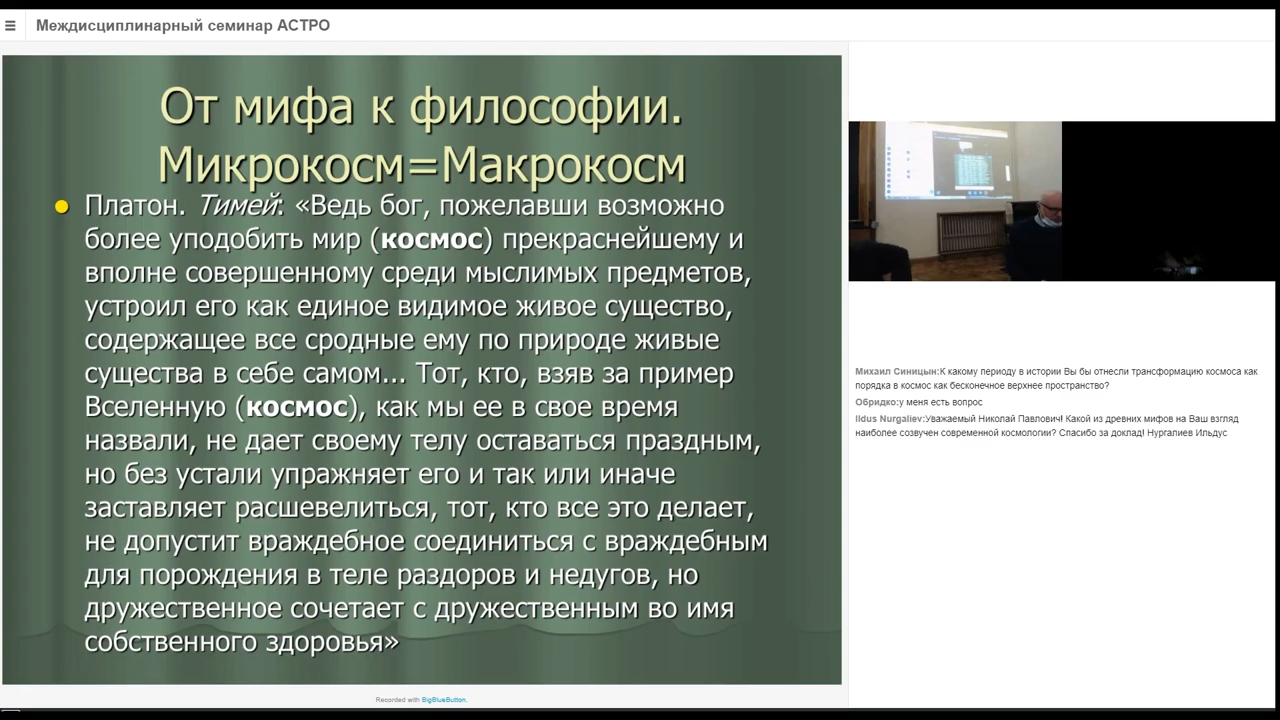 Междисциплинарный семинар АСТРО
От мифа к философии.
Микрокосм=Макрокосм
Платон. Тимей: «Ведь бог, пожелавши возможно
более уподобить мир (космос) прекраснейшему и
вполне совершенному среди мыслимых предметов,
устроил его как единое видимое живое существо,
содержащее все сродные ему по природе живые
существа в себе самом... Тот, кто, взяв за пример
Вселенную (космос), как мы ее в свое время
назвали, не дает своему телу оставаться праздным,
но без устали упражняет его и так или иначе
заставляет расшевелиться, тот, кто все это делает,
не допустит враждебное соединиться с враждебным
для порождения в теле раздоров и недугов, но
дружественное сочетает с дружественным во имя
собственного здоровья»
Recorded with BigBlueButton.
Михаил Синицын:К какому периоду в истории Вы бы отнесли трансформацию космоса как
порядка в космос как бесконечное верхнее пространство?
Обридко:у меня есть вопрос
Ildus Nurgaliev:Уважаемый Николай Павлович! Какой из древних мифов на Ваш взгляд
наиболее созвучен современной космологии? Спасибо за доклад! Нургалиев Ильдус